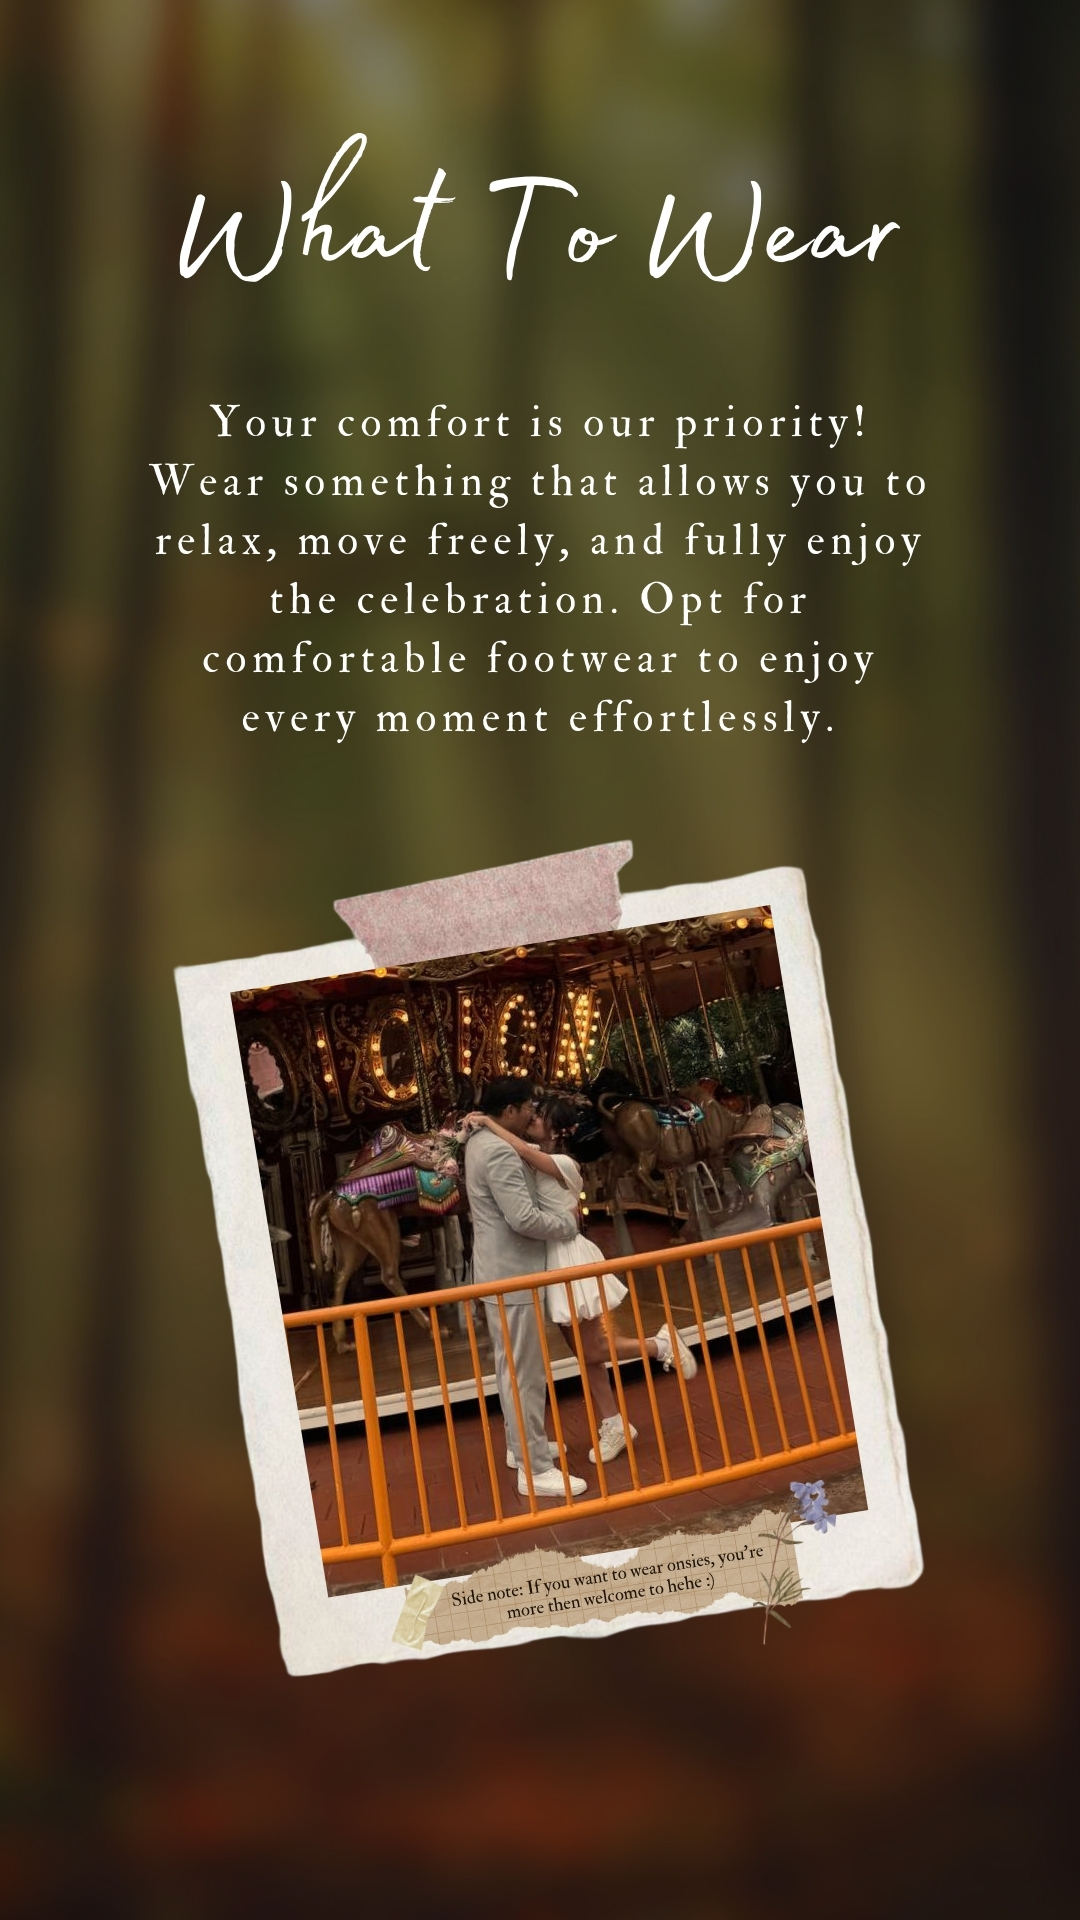 What To Wear
Your comfort is our priority!
Wear something that allows you to
relax, move freely, and fully enjoy
the celebration. Opt for
comfortable footwear to enjoy
every moment effortlessly.
Side note: If you want to wear onsies, you're
more then welcome to hehe :)